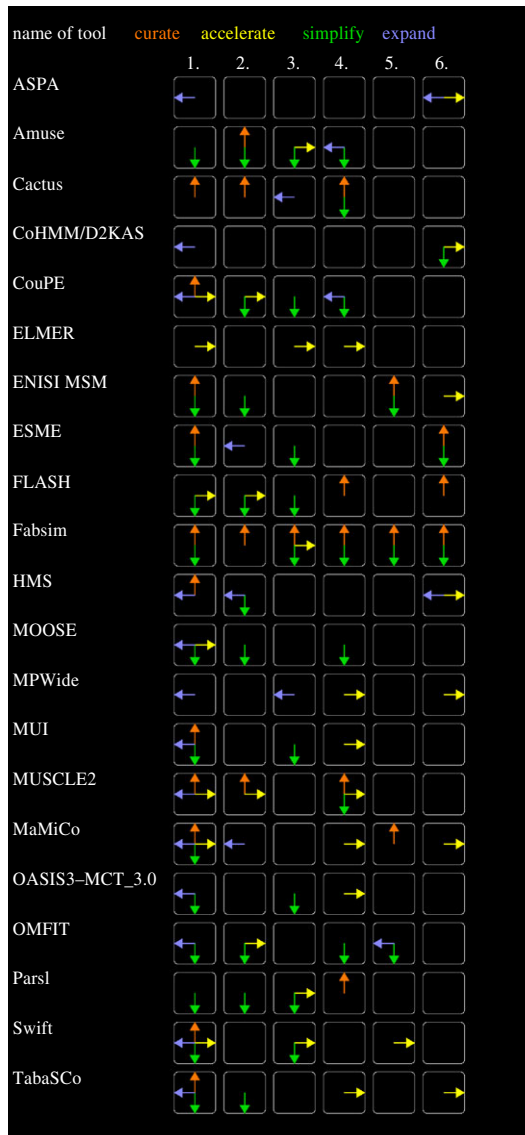 name of tool curate accelerate simplify expand
1. 2. 3. 4. 5. 6.
ASPA
Amuse
Cactus
CoHMM/D2KAS
CouPE
ELMER
ENISI MSM
ESME
FLASH
Fabsim
HMS
MOOSE
MPWide
MUI
MUSCLE2
MaMiCo
OASIS3–MCT_3.0
OMFIT
Parsl
Swift
TabaSCo